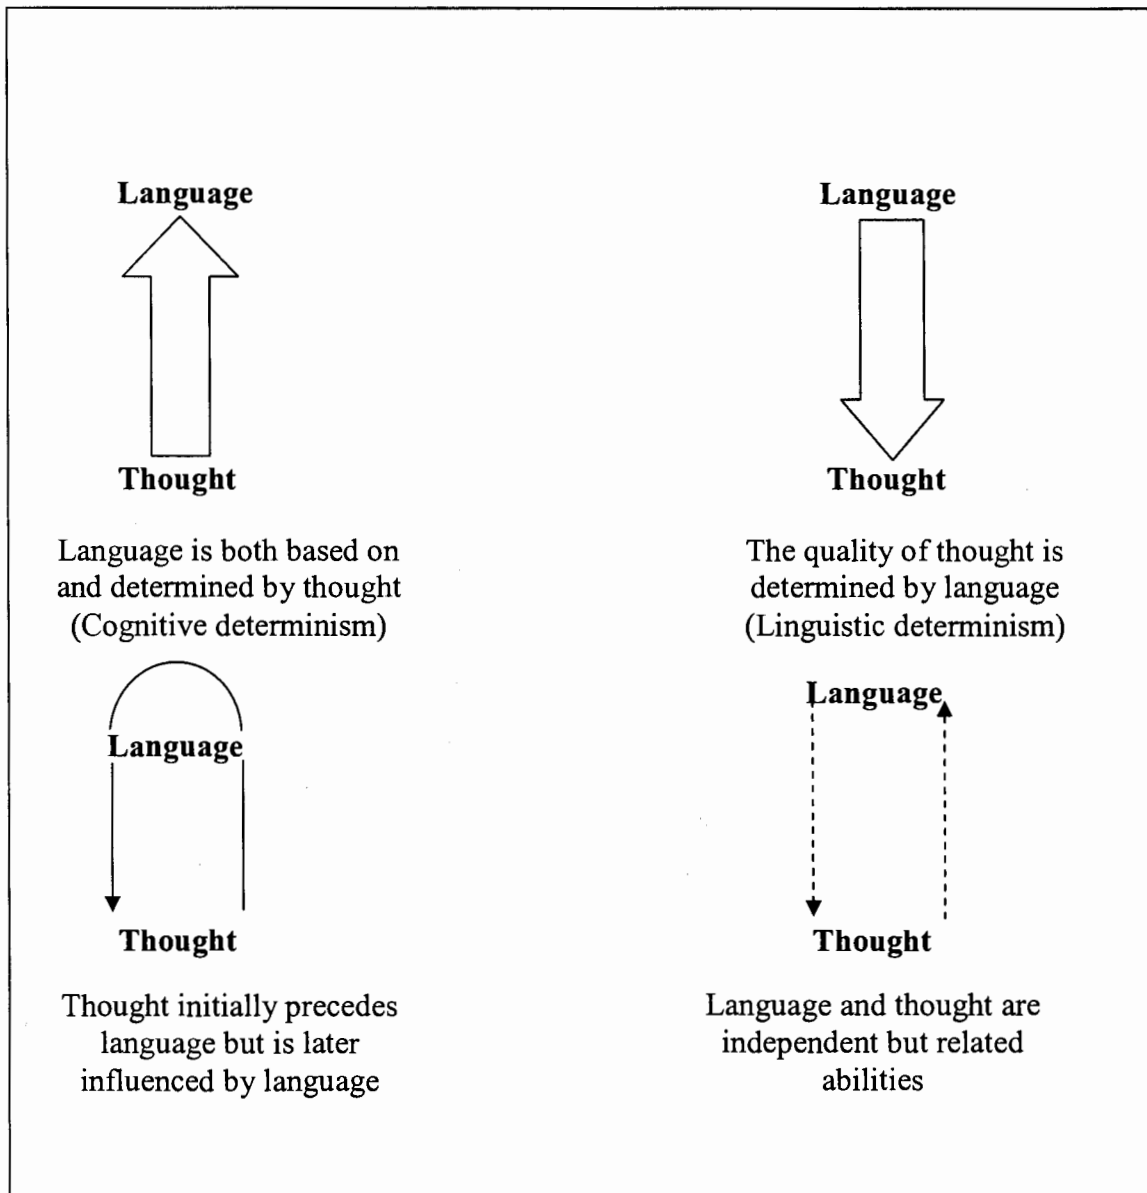 Language
Thought
Language is both based on
and determined by thought
(Cognitive determinism)
Language
Thought
The quality of thought is
determined by language
(Linguistic determinism)
Language
Thought
Thought initially precedes
language but is later
influenced by language
Language
Thought
Language and thought are
independent but related
abilities